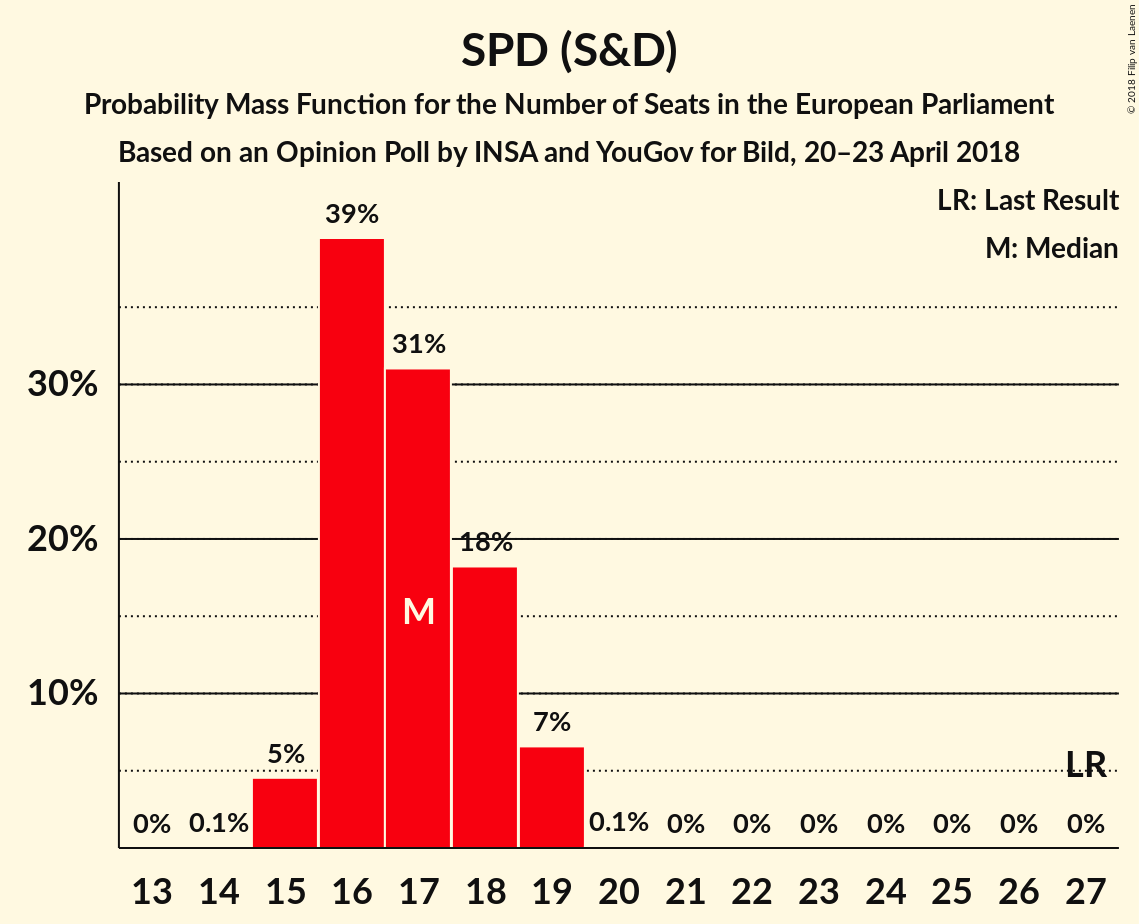 SPD (S&D)
Probability Mass Function for the Number of Seats in the European Parliament
Based on an Opinion Poll by INSA and YouGov for Bild, 20–23 April 2018
© 2018 Filip van Laenen
LR: Last Result
M: Median
39%
31%
30%
20%
18%
M
10%
7%
5%
LR
0% 0.1% 0.1% 0% 0% 0% 0% 0% 0% 0%
13 14 15 16 17 18 19 20 21 22 23 24 25 26 27